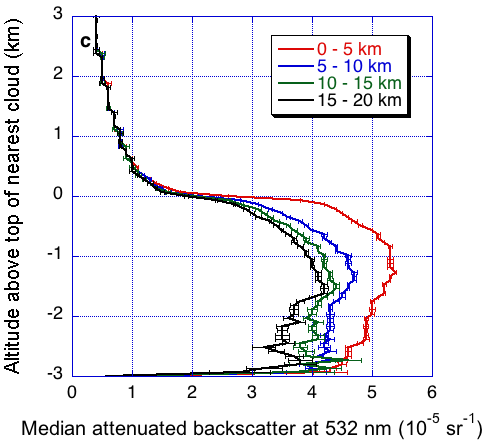 3
c
0 - 5 km
5 - 10 km
10 - 15 km
15 - 20 km
2
1
0
-1
-2
-3
Altitude above top of nearest cloud (km)
0 1 2 3 4 5 6
Median attenuated backscatter at 532 nm (10⁻⁵ sr⁻¹)